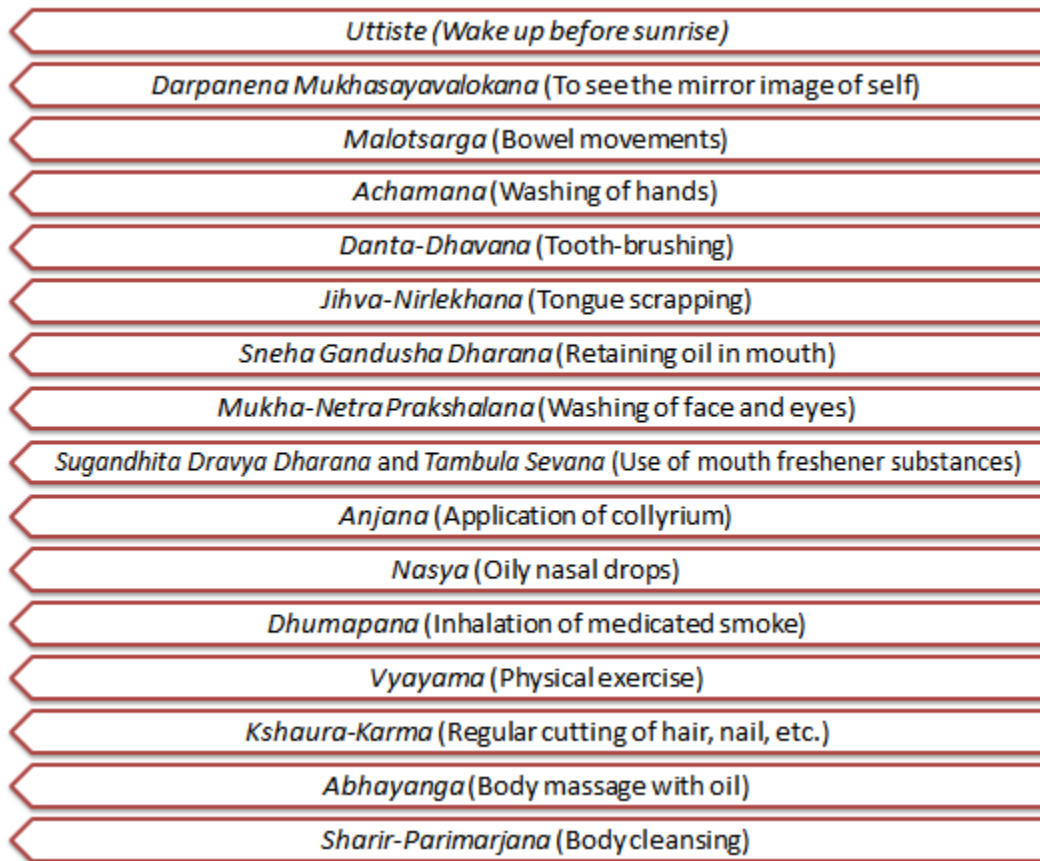 Uttiste (Wake up before sunrise)
Darpanena Mukhasayavalokana (To see the mirror image of self)
Malotsarga (Bowel movements)
Achamana (Washing of hands)
Danta-Dhavana (Tooth-brushing)
Jihva-Nirlekhana (Tongue scrapping)
Sneha Gandusha Dharana (Retaining oil in mouth)
Mukha-Netra Prakshalana (Washing of face and eyes)
Sugandhita Dravya Dharana and Tambula Sevana (Use of mouth freshener substances)
Anjana (Application of collyrium)
Nasya (Oily nasal drops)
Dhumapana (Inhalation of medicated smoke)
Vyayama (Physical exercise)
Kshaura-Karma (Regular cutting of hair, nail, etc.)
Abhayanga (Body massage with oil)
Sharir-Parimarjana (Body cleansing)